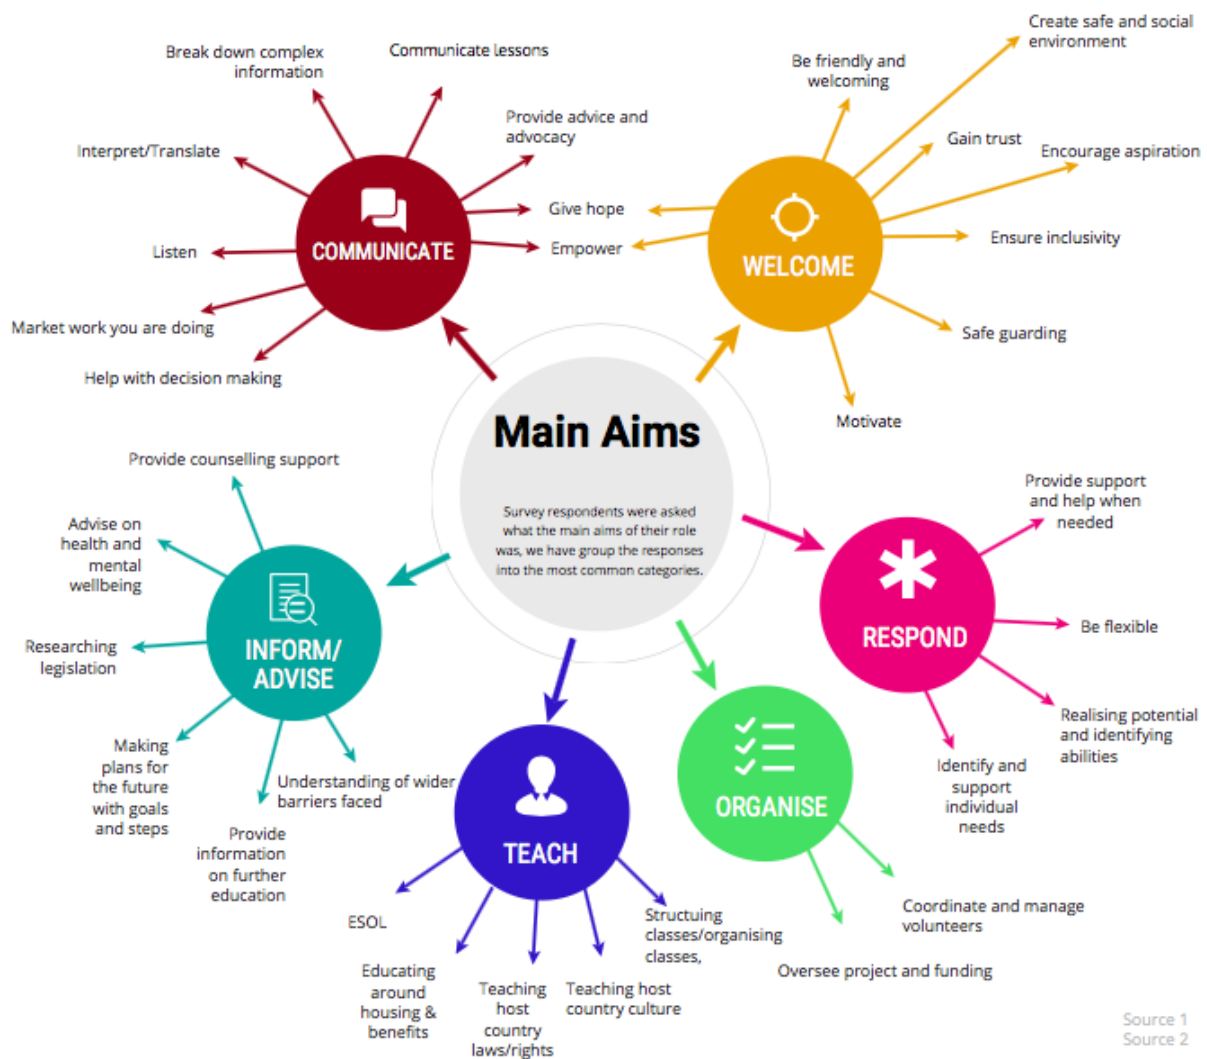 Create safe and social
environment
Break down complex
information
Communicate lessons
Be friendly and
welcoming
Provide advice and
advocacy
Gain trust
Interpret/Translate
Encourage aspiration
Give hope
COMMUNICATE
Listen
Empower
WELCOME
Ensure inclusivity
Market work you are doing
Safe guarding
Help with decision making
Motivate
Main Aims
Survey respondents were asked
what the main aims of their role
was, we have group the responses
into the most common categories.
Provide counselling support
Advise on
health and
mental
wellbeing
Researching
legislation
INFORM/
ADVISE
Making
plans for
the future
with goals
and steps
Understanding of wider
barriers faced
Provide
information
on further
education
Provide support
and help when
needed
RESPOND
Be flexible
Realising potential
and identifying
abilities
Identify and
support
individual
needs
ORGANISE
Coordinate and manage
volunteers
Oversee project and funding
TEACH
ESOL
Educating
around
housing &
benefits
Teaching
host
country
laws/rights
Teaching host
country culture
Structuing
classes/organising
classes,
Source 1
Source 2